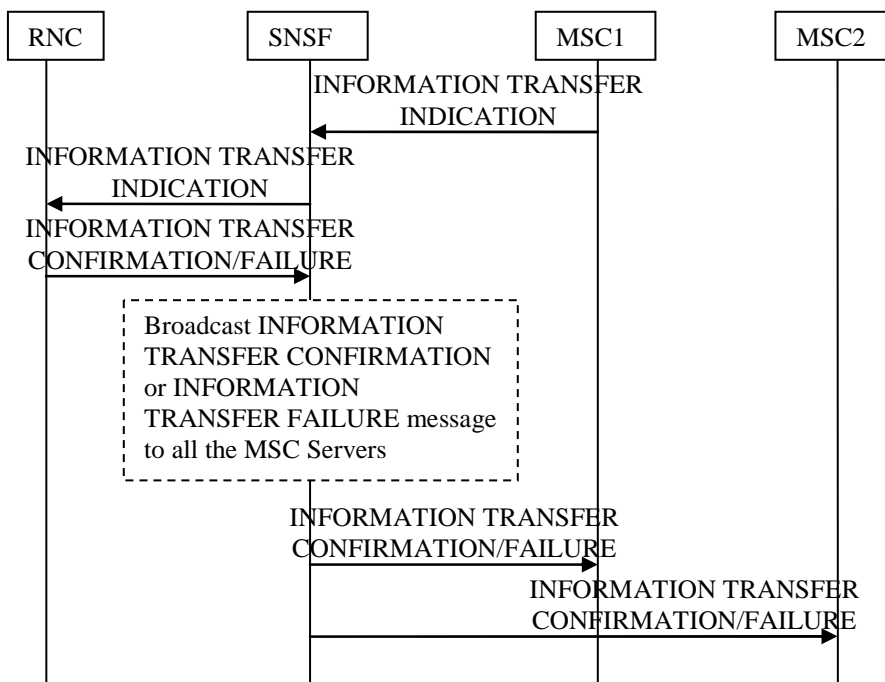 RNC
SNSF
MSC1
MSC2
INFORMATION TRANSFER
INDICATION
INFORMATION TRANSFER
INDICATION
INFORMATION TRANSFER
CONFIRMATION/FAILURE
Broadcast INFORMATION
TRANSFER CONFIRMATION
or INFORMATION
TRANSFER FAILURE message
to all the MSC Servers
INFORMATION TRANSFER
CONFIRMATION/FAILURE
INFORMATION TRANSFER
CONFIRMATION/FAILURE